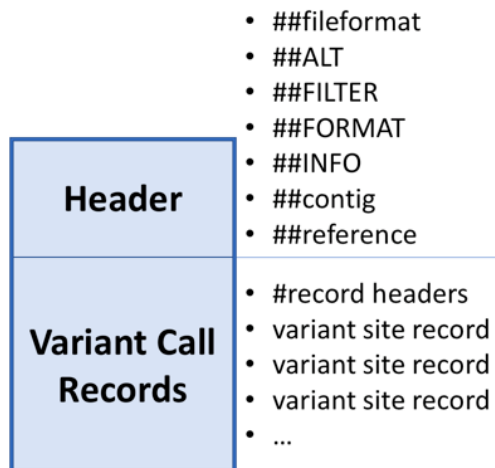 • ##fileformat
• ##ALT
• ##FILTER
• ##FORMAT
• ##INFO
• ##contig
• ##reference
Header
• #record headers
• variant site record
• variant site record
• variant site record
• ...
Variant Call
Records